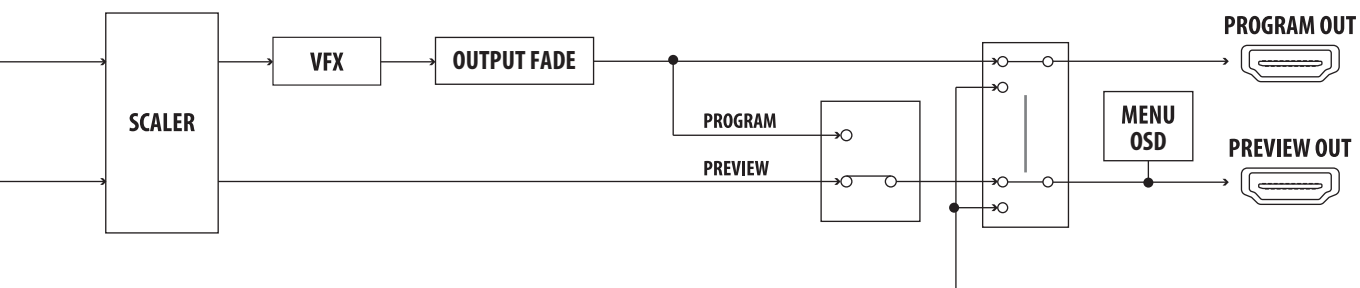 PROGRAM OUT
VFX
OUTPUT FADE
SCALER
PROGRAM
MENU
OSD
PREVIEW
PREVIEW OUT